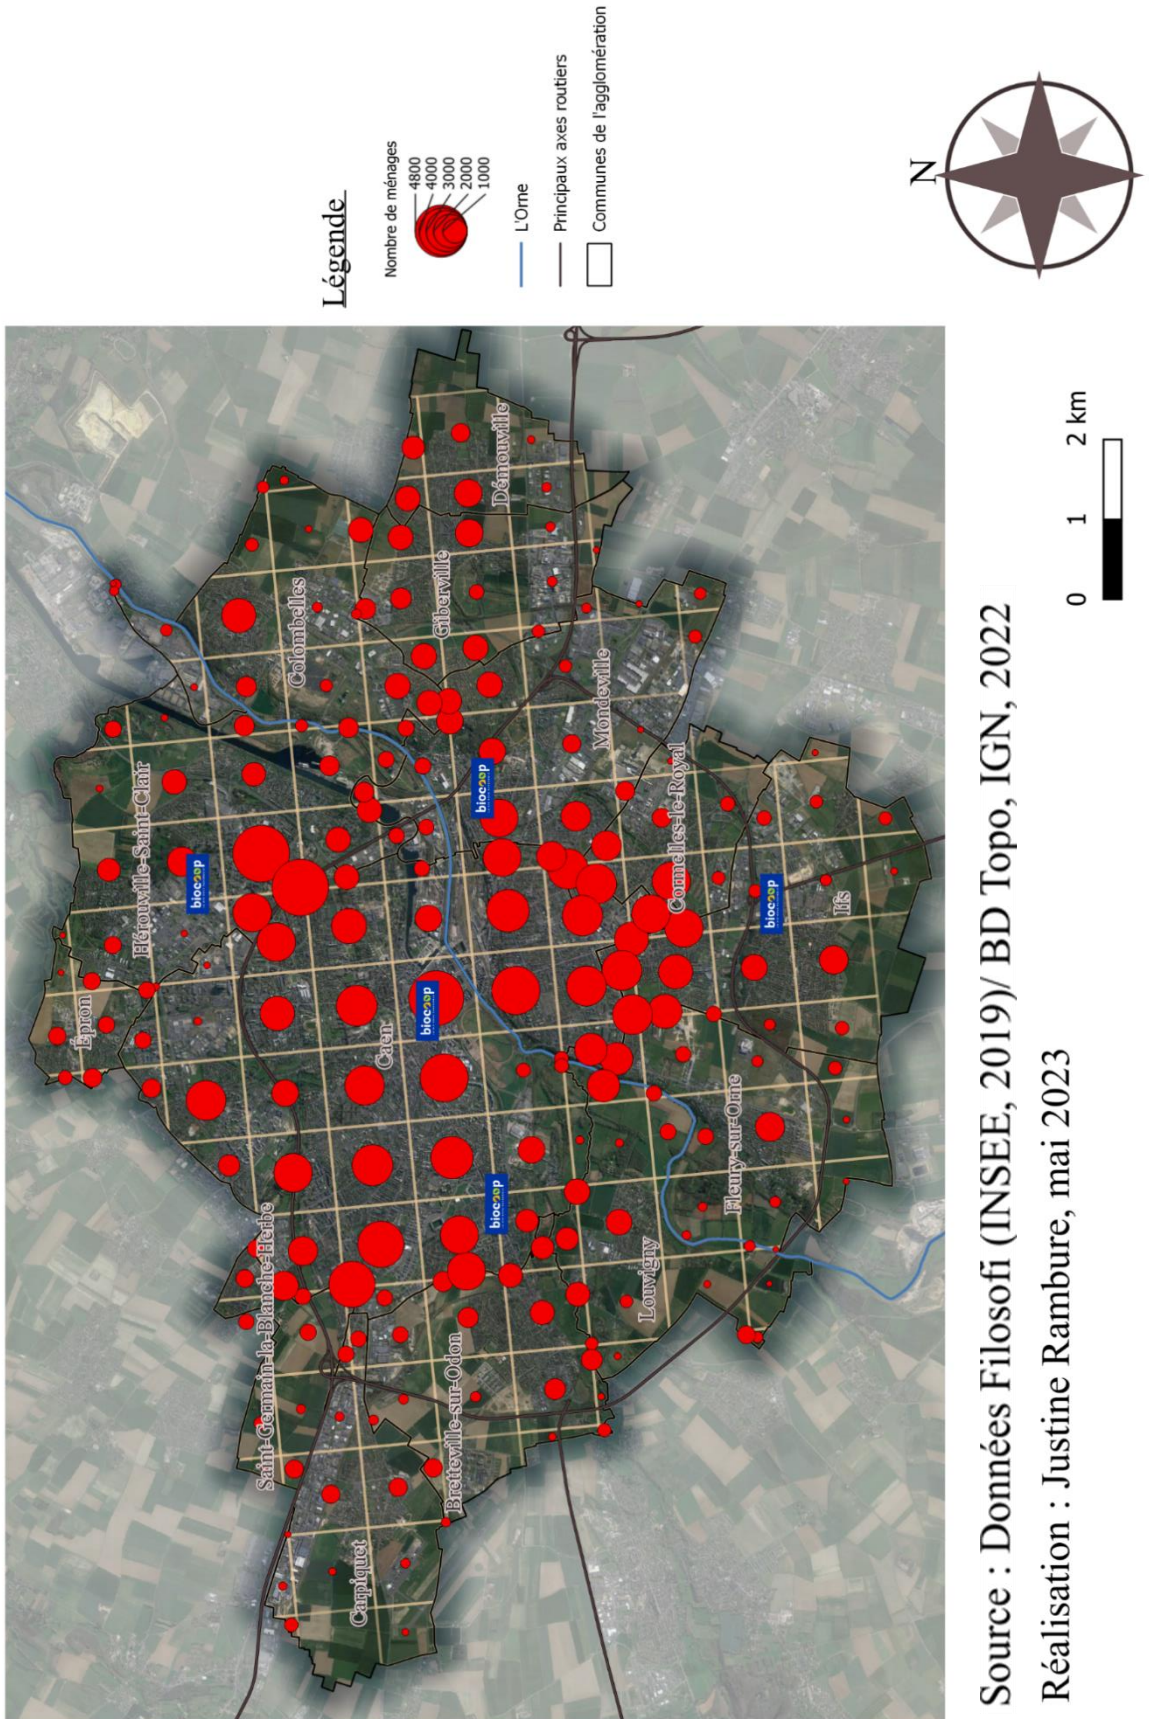 Épron
Hérouville-Saint-Clair
Colombelles
Démouville
Giberville
Saint-Germain-la-Blanche-Herbe
Caen
biocoop
biocoop
biocoop
biocoop
biocoop
Carpiquet
Bretteville-sur-Odon
Mondeville
Cormelles-le-Royal
Louvigny
Fleury-sur-Orne
Ifs
Légende
Nombre de ménages
4800
4000
3000
2000
1000
L'Orne
Principaux axes routiers
Communes de l'agglomération
N
0 1 2 km
Source : Données Filosofi (INSEE, 2019)/ BD Topo, IGN, 2022
Réalisation : Justine Rambure, mai 2023